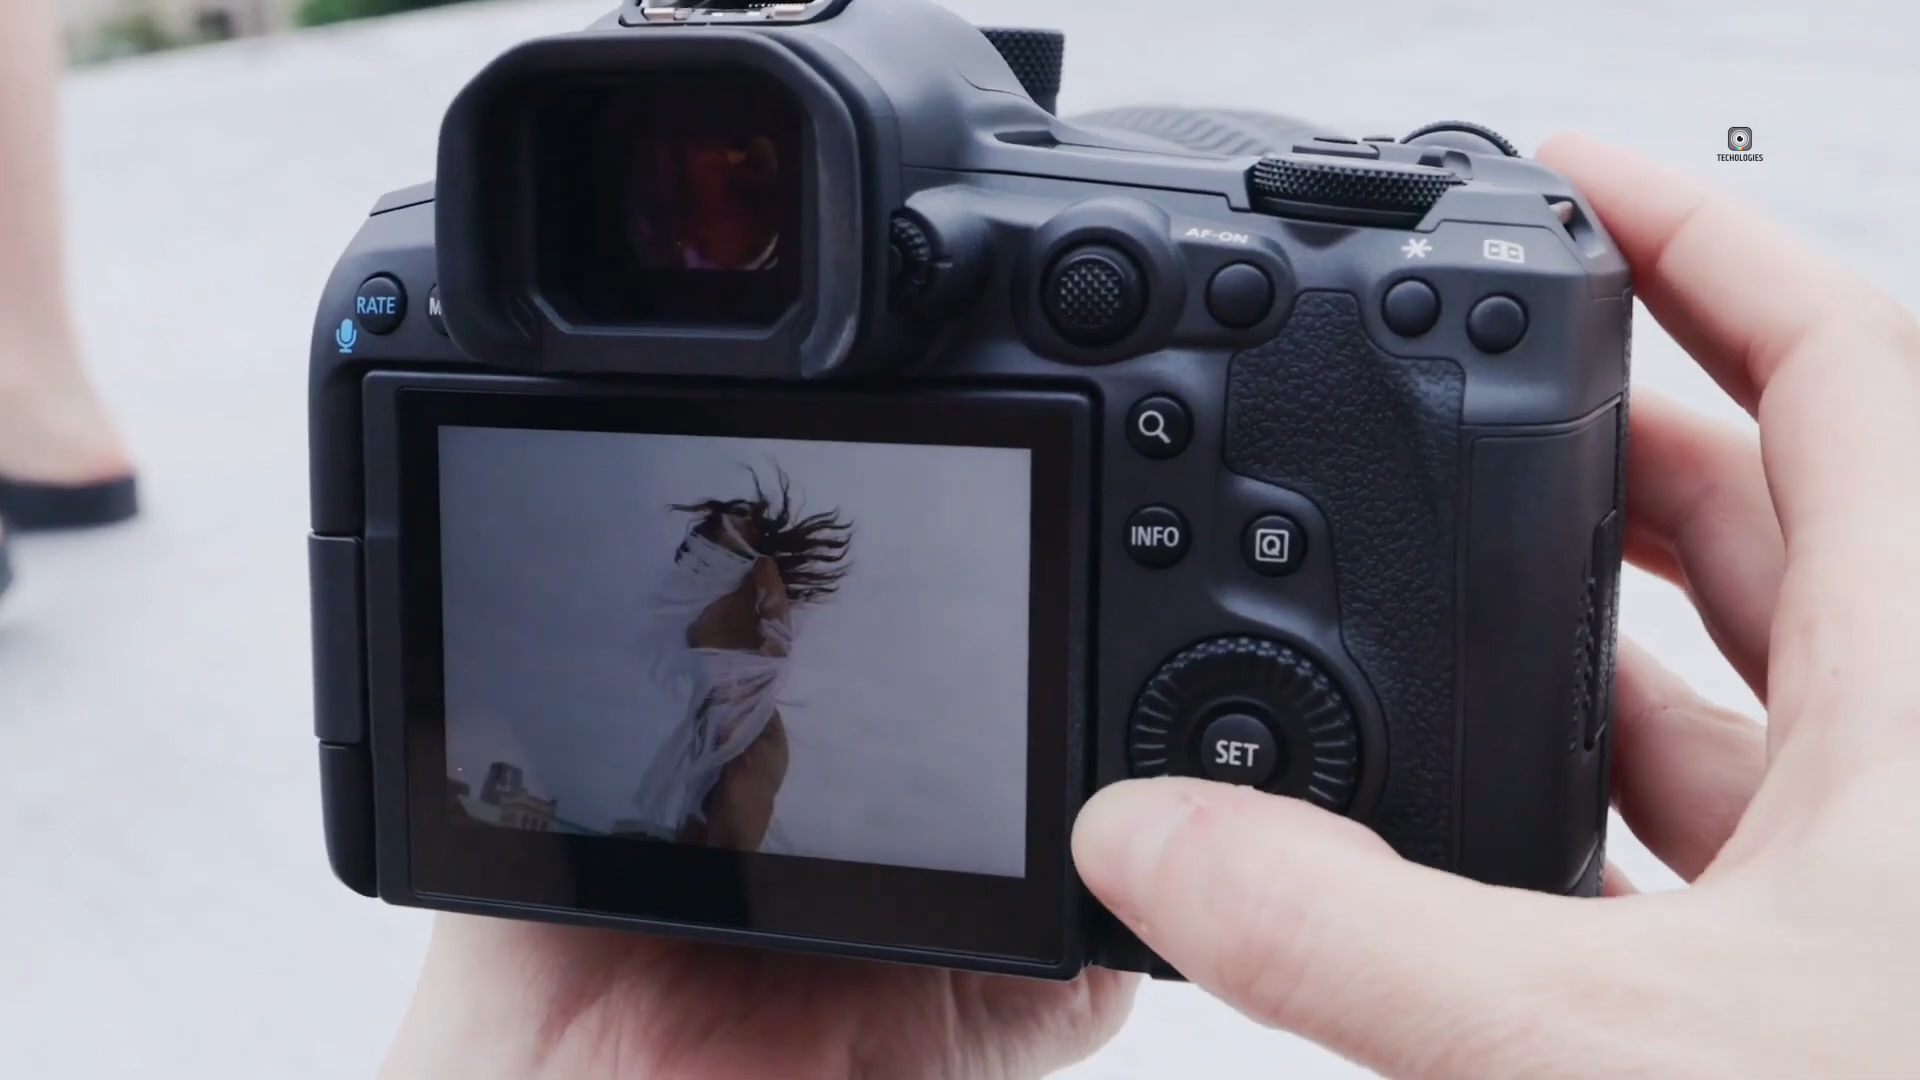 TECHOLOGIES
AF-ON
RATE
M
INFO
Q
SET